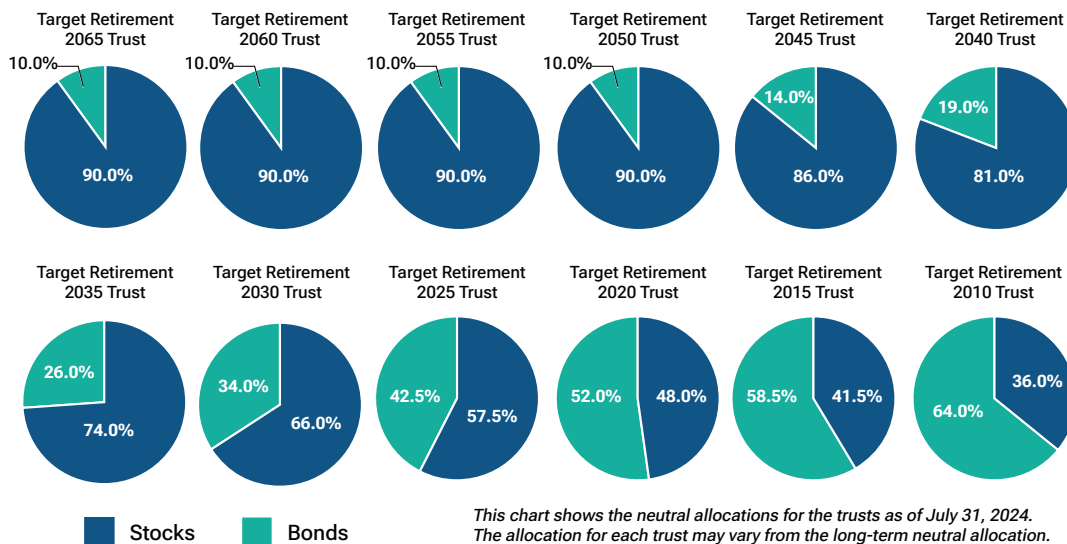 Target Retirement
2065 Trust
Target Retirement
2060 Trust
Target Retirement
2055 Trust
Target Retirement
2050 Trust
Target Retirement
2045 Trust
Target Retirement
2040 Trust
10.0%
90.0%
10.0%
90.0%
10.0%
90.0%
10.0%
90.0%
14.0%
86.0%
19.0%
81.0%
Target Retirement
2035 Trust
Target Retirement
2030 Trust
Target Retirement
2025 Trust
Target Retirement
2020 Trust
Target Retirement
2015 Trust
Target Retirement
2010 Trust
26.0%
74.0%
34.0%
66.0%
42.5%
57.5%
52.0%
48.0%
58.5%
41.5%
64.0%
36.0%
Stocks
Bonds
This chart shows the neutral allocations for the trusts as of July 31, 2024.
The allocation for each trust may vary from the long-term neutral allocation.